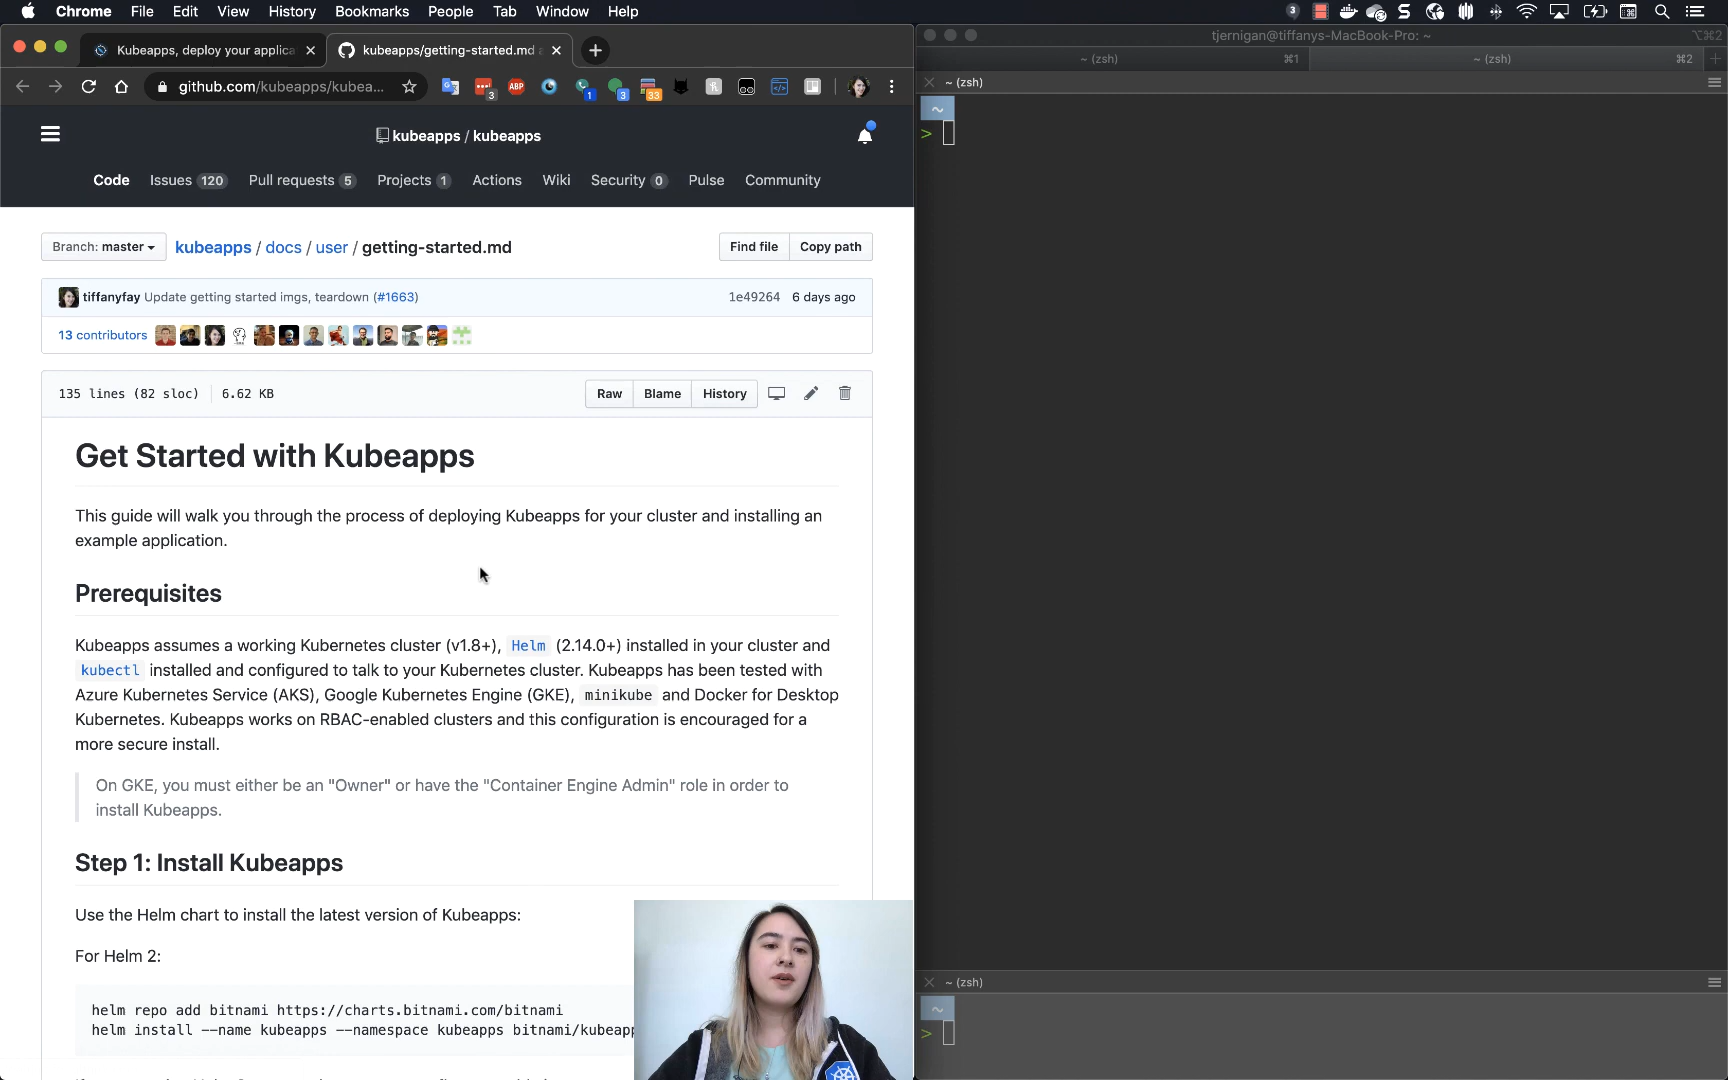 Chrome File Edit View History Bookmarks People Tab Window Help
3
Kubeapps, deploy your applica
kubeapps/getting-started.md a
tjernigan@tiffanys-MacBook-Pro: ~
⌥⌘2
~ (zsh) ⌘1
~ (zsh) ⌘2
github.com/kubeapps/kubea...
3
ABP
1
3
33
~ (zsh)
~
>
kubeapps / kubeapps
Code Issues 120 Pull requests 5 Projects 1 Actions Wiki Security 0 Pulse Community
Branch: master
kubeapps / docs / user / getting-started.md
Find file Copy path
tiffanyfay Update getting started imgs, teardown (#1663)
1e49264 6 days ago
13 contributors
135 lines (82 sloc) 6.62 KB
Raw Blame History
Get Started with Kubeapps
This guide will walk you through the process of deploying Kubeapps for your cluster and installing an
example application.
Prerequisites
Kubeapps assumes a working Kubernetes cluster (v1.8+), Helm (2.14.0+) installed in your cluster and
kubectl installed and configured to talk to your Kubernetes cluster. Kubeapps has been tested with
Azure Kubernetes Service (AKS), Google Kubernetes Engine (GKE), minikube and Docker for Desktop
Kubernetes. Kubeapps works on RBAC-enabled clusters and this configuration is encouraged for a
more secure install.
On GKE, you must either be an "Owner" or have the "Container Engine Admin" role in order to
install Kubeapps.
Step 1: Install Kubeapps
Use the Helm chart to install the latest version of Kubeapps:
For Helm 2:
helm repo add bitnami https://charts.bitnami.com/bitnami
helm install --name kubeapps --namespace kubeapps bitnami/kubeapp
~ (zsh)
~
>